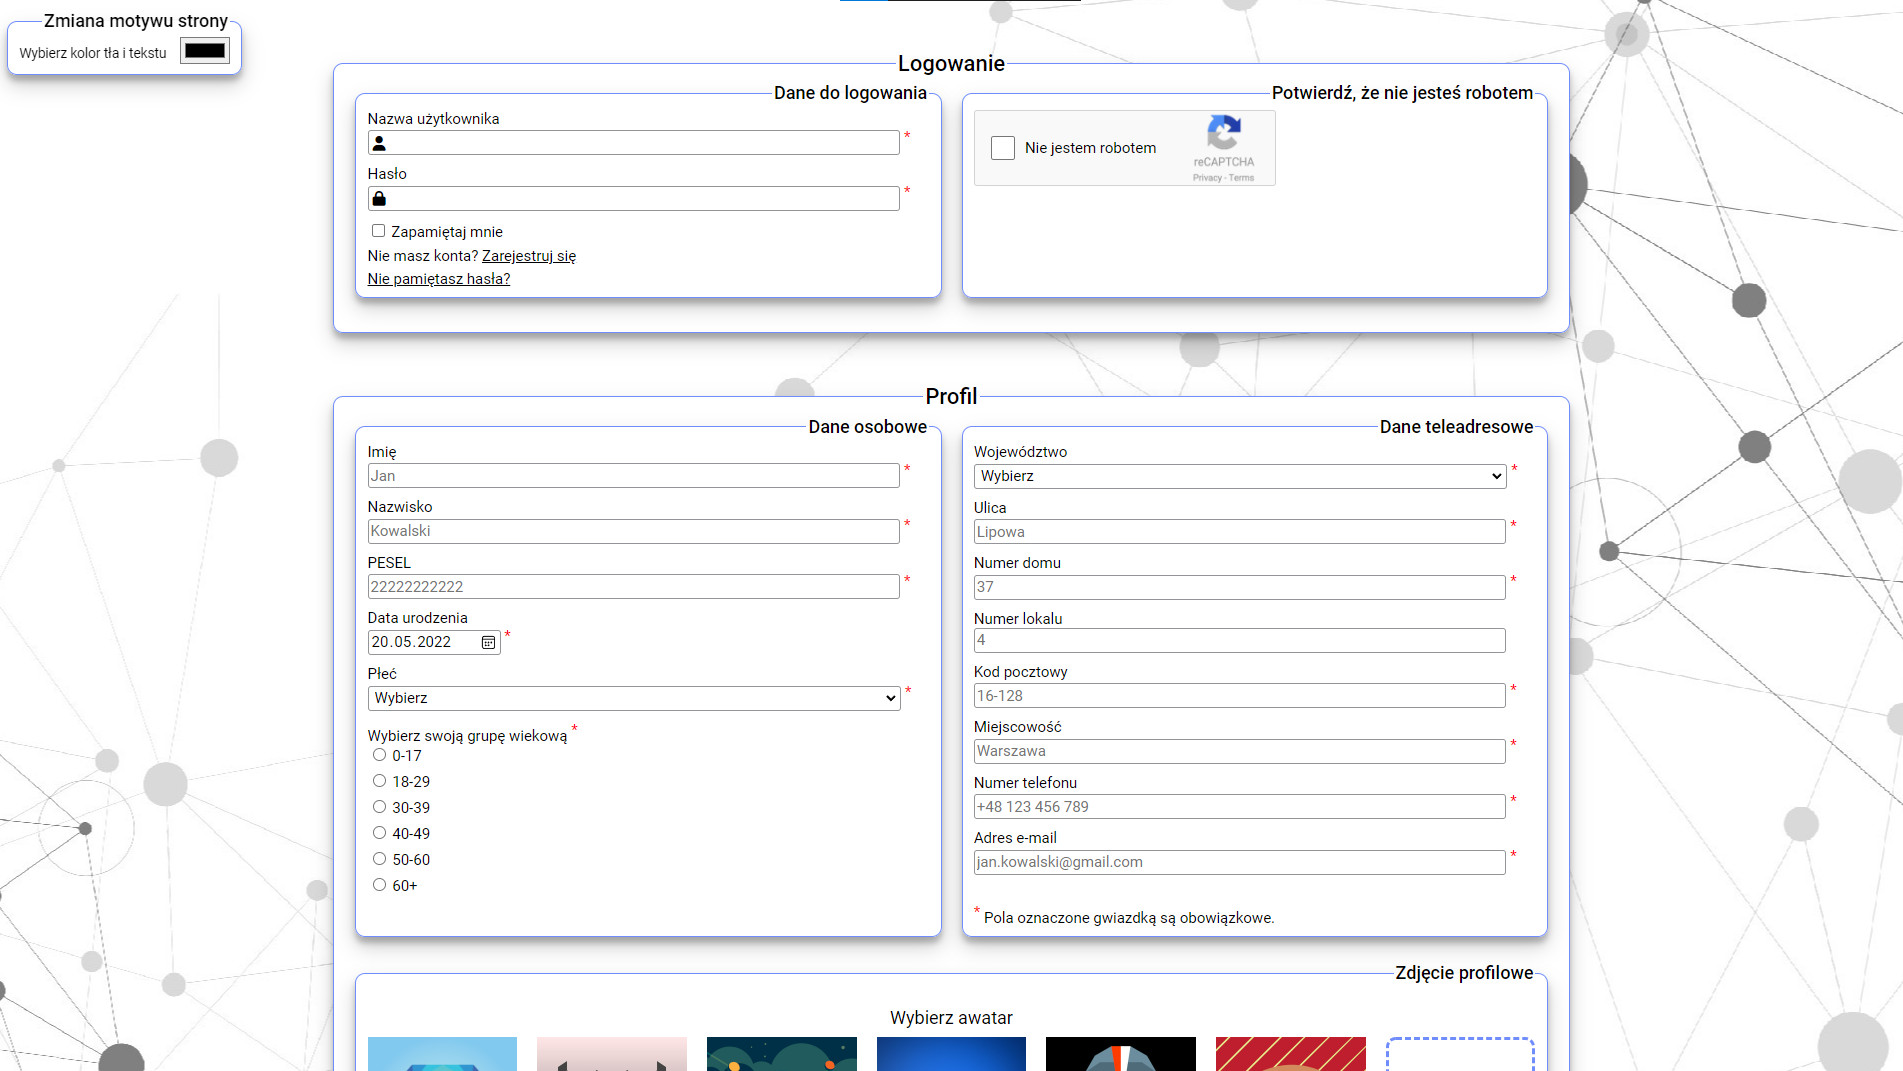 Zmiana motywu strony
Wybierz kolor tła i tekstu
Logowanie
Dane do logowania
Nazwa użytkownika
*
Hasło
*
Zapamiętaj mnie
Nie masz konta? Zarejestruj się
Nie pamiętasz hasła?
Potwierdź, że nie jesteś robotem
Nie jestem robotem
reCAPTCHA
Privacy - Terms
Profil
Dane osobowe
Imię
Jan *
Nazwisko
Kowalski *
PESEL
22222222222 *
Data urodzenia
20.05.2022 *
Płeć
Wybierz *
Wybierz swoją grupę wiekową *
0-17
18-29
30-39
40-49
50-60
60+
Dane teleadresowe
Województwo
Wybierz *
Ulica
Lipowa *
Numer domu
37 *
Numer lokalu
4
Kod pocztowy
16-128 *
Miejscowość
Warszawa *
Numer telefonu
+48 123 456 789 *
Adres e-mail
jan.kowalski@gmail.com *
* Pola oznaczone gwiazdką są obowiązkowe.
Zdjęcie profilowe
Wybierz awatar